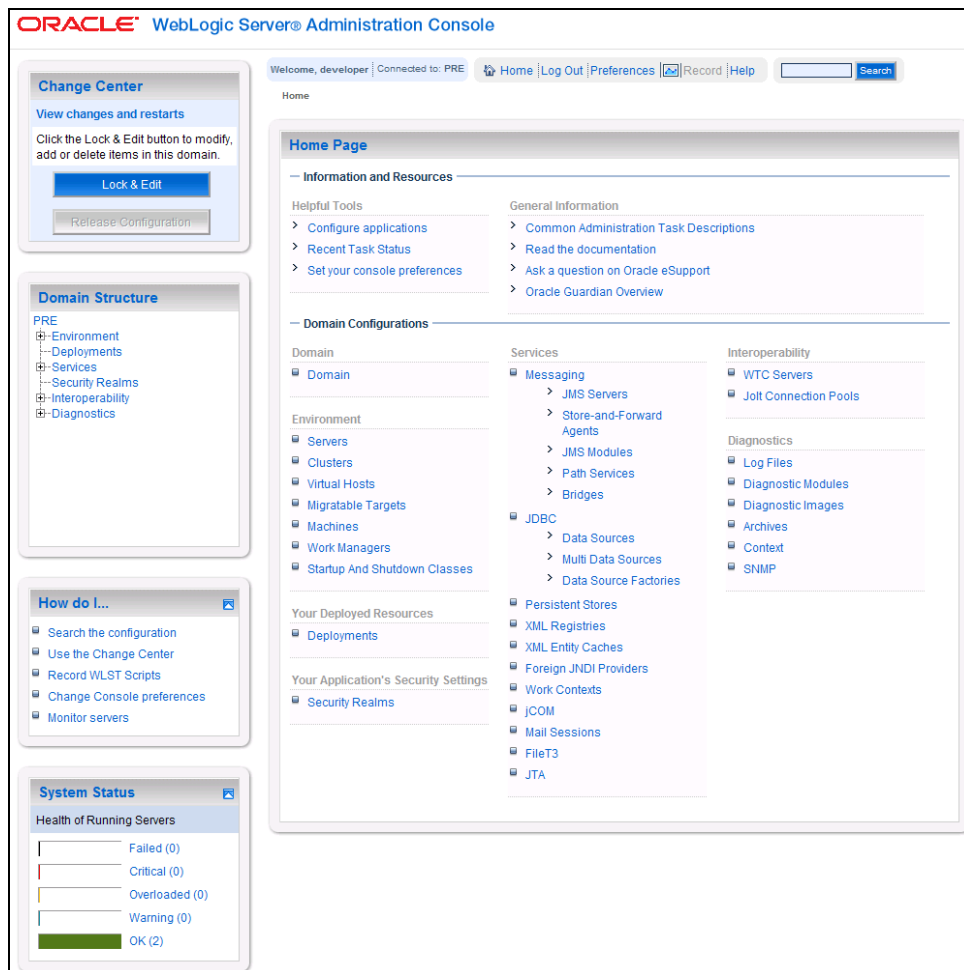 ORACLE® WebLogic Server® Administration Console
Change Center
View changes and restarts
Click the Lock & Edit button to modify,
add or delete items in this domain.
Lock & Edit
Release Configuration
Domain Structure
PRE
Environment
Deployments
Services
Security Realms
Interoperability
Diagnostics
How do I...
Search the configuration
Use the Change Center
Record WLST Scripts
Change Console preferences
Monitor servers
System Status
Health of Running Servers
Failed (0)
Critical (0)
Overloaded (0)
Warning (0)
OK (2)
Welcome, developer Connected to: PRE Home Log Out Preferences Record Help Search
Home
Home Page
Information and Resources
Helpful Tools
Configure applications
Recent Task Status
Set your console preferences
General Information
Common Administration Task Descriptions
Read the documentation
Ask a question on Oracle eSupport
Oracle Guardian Overview
Domain Configurations
Domain
Domain
Environment
Servers
Clusters
Virtual Hosts
Migratable Targets
Machines
Work Managers
Startup And Shutdown Classes
Your Deployed Resources
Deployments
Your Application's Security Settings
Security Realms
Services
Messaging
JMS Servers
Store-and-Forward
Agents
JMS Modules
Path Services
Bridges
JDBC
Data Sources
Multi Data Sources
Data Source Factories
Persistent Stores
XML Registries
XML Entity Caches
Foreign JNDI Providers
Work Contexts
jCOM
Mail Sessions
FileT3
JTA
Interoperability
WTC Servers
Jolt Connection Pools
Diagnostics
Log Files
Diagnostic Modules
Diagnostic Images
Archives
Context
SNMP